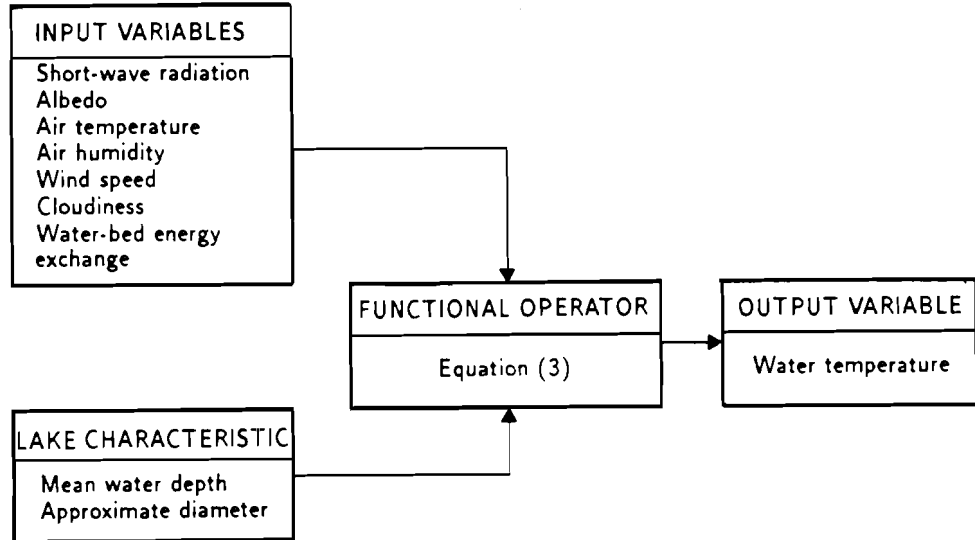 INPUT VARIABLES
Short-wave radiation
Albedo
Air temperature
Air humidity
Wind speed
Cloudiness
Water-bed energy
exchange
FUNCTIONAL OPERATOR
Equation (3)
OUTPUT VARIABLE
Water temperature
LAKE CHARACTERISTIC
Mean water depth
Approximate diameter